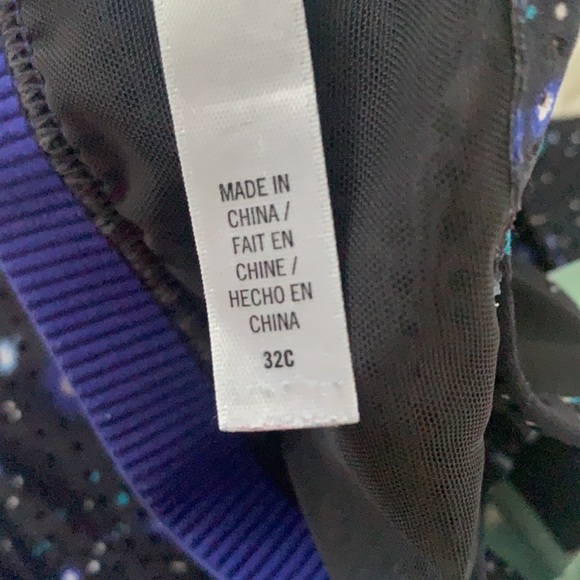 MADE IN
CHINA /
FAIT EN
CHINE /
HECHO EN
CHINA
32C